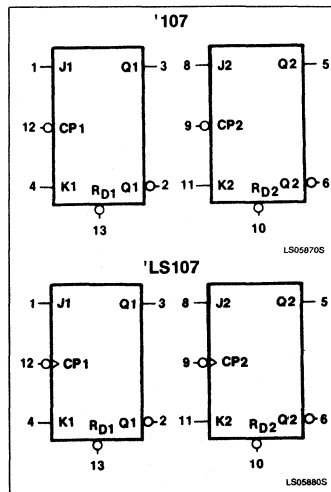 '107
1 J1 Q1 3 8 J2 Q2 5
12 CP1 9 CP2
4 K1 RD1 Q1 2 11 K2 RD2 Q2 6
13 10
LS05870S
'LS107
1 J1 Q1 3 8 J2 Q2 5
12 CP1 9 CP2
4 K1 RD1 Q1 2 11 K2 RD2 Q2 6
13 10
LS05880S